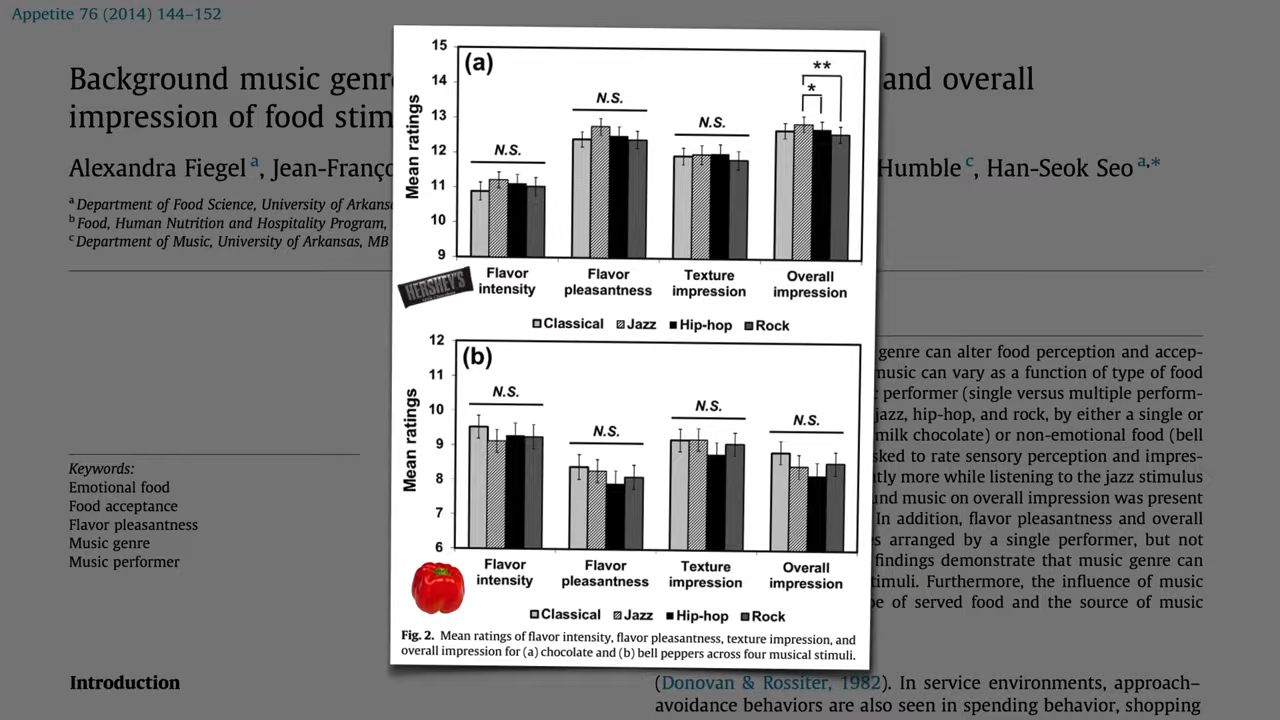 Appetite 76 (2014) 144–152
Background music genre
and overall
impression of food stim
Alexandra Fiegel a, Jean-Franço
Humble c, Han-Seok Seo a,*
a Department of Food Science, University of Arkans
b Food, Human Nutrition and Hospitality Program,
c Department of Music, University of Arkansas, MB
Keywords:
Emotional food
Food acceptance
Flavor pleasantness
Music genre
Music performer
Introduction
(a)
Mean ratings
15
14
13
12
11
10
9
N.S.
N.S.
N.S.
**
*
Flavor intensity
Flavor pleasantness
Texture impression
Overall impression
HERSHEY'S
Classical Jazz Hip-hop Rock
(b)
Mean ratings
12
11
10
9
8
7
6
N.S.
N.S.
N.S.
N.S.
Flavor intensity
Flavor pleasantness
Texture impression
Overall impression
Classical Jazz Hip-hop Rock
Fig. 2. Mean ratings of flavor intensity, flavor pleasantness, texture impression, and
overall impression for (a) chocolate and (b) bell peppers across four musical stimuli.
genre can alter food perception and accep-
music can vary as a function of type of food
performer (single versus multiple perform-
jazz, hip-hop, and rock, by either a single or
milk chocolate) or non-emotional food (bell
sked to rate sensory perception and impres-
tly more while listening to the jazz stimulus
nd music on overall impression was present
In addition, flavor pleasantness and overall
s arranged by a single performer, but not
findings demonstrate that music genre can
timuli. Furthermore, the influence of music
e of served food and the source of music
(Donovan & Rossiter, 1982). In service environments, approach–
avoidance behaviors are also seen in spending behavior, shopping